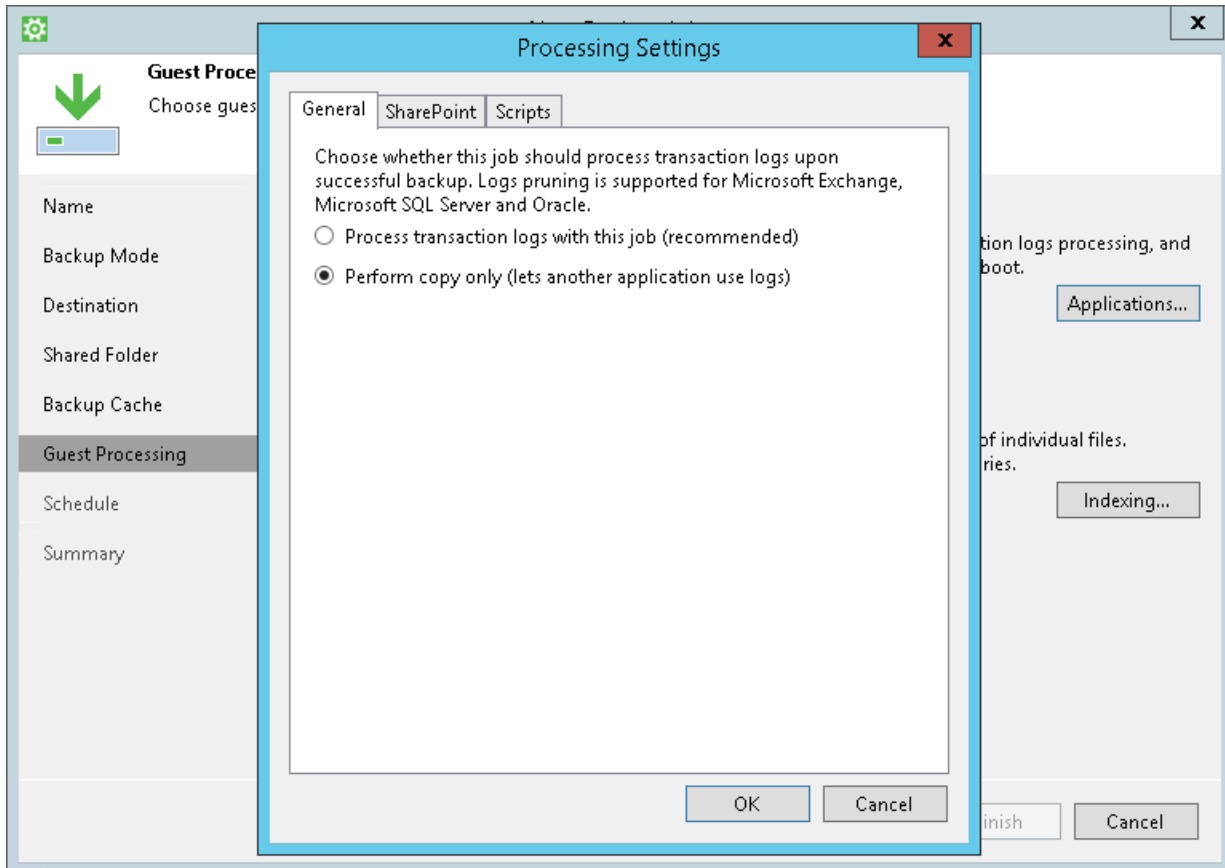 Processing Settings
X
X
Guest Proce
Choose gues
General
SharePoint
Scripts
Choose whether this job should process transaction logs upon
successful backup. Logs pruning is supported for Microsoft Exchange,
Microsoft SQL Server and Oracle.
Process transaction logs with this job (recommended)
Perform copy only (lets another application use logs)
Name
Backup Mode
Destination
Shared Folder
Backup Cache
Guest Processing
Schedule
Summary
tion logs processing, and
boot.
Applications...
of individual files.
ries.
Indexing...
OK
Cancel
inish
Cancel